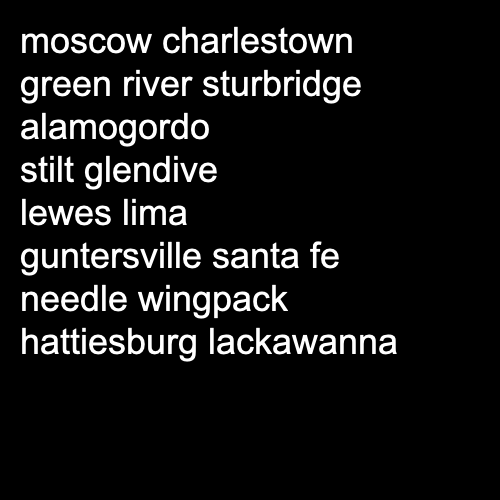 moscow charlestown
green river sturbridge
alamogordo
stilt glendive
lewes lima
guntersville santa fe
needle wingpack
hattiesburg lackawanna